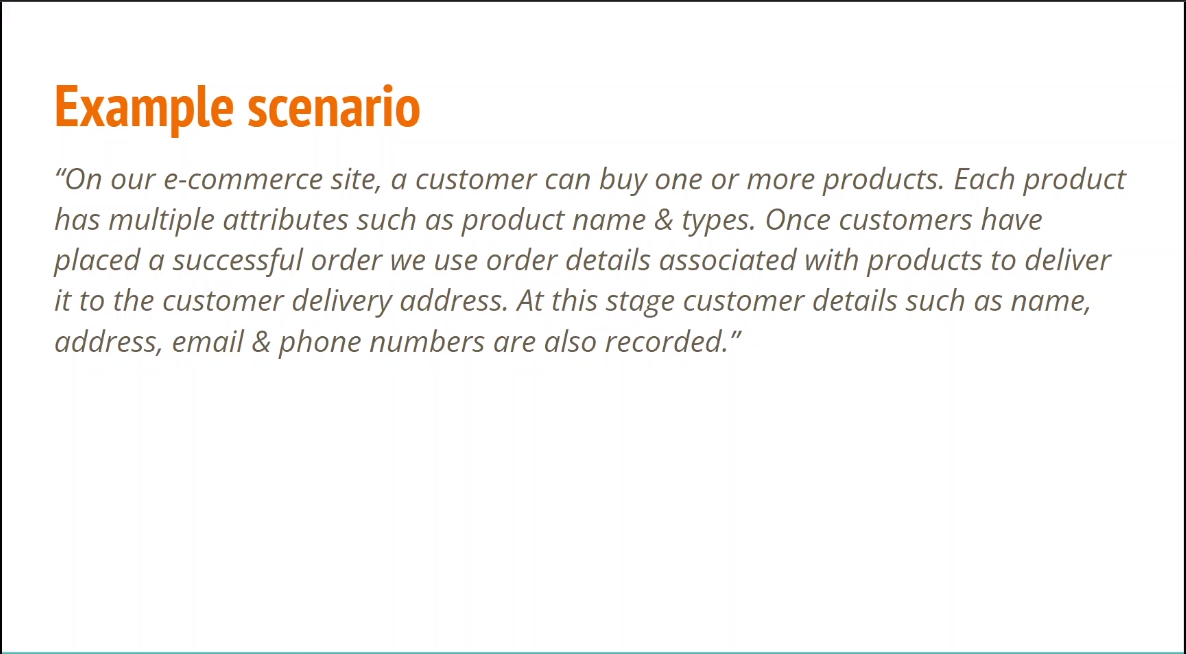 Example scenario
“On our e-commerce site, a customer can buy one or more products. Each product
has multiple attributes such as product name & types. Once customers have
placed a successful order we use order details associated with products to deliver
it to the customer delivery address. At this stage customer details such as name,
address, email & phone numbers are also recorded.”